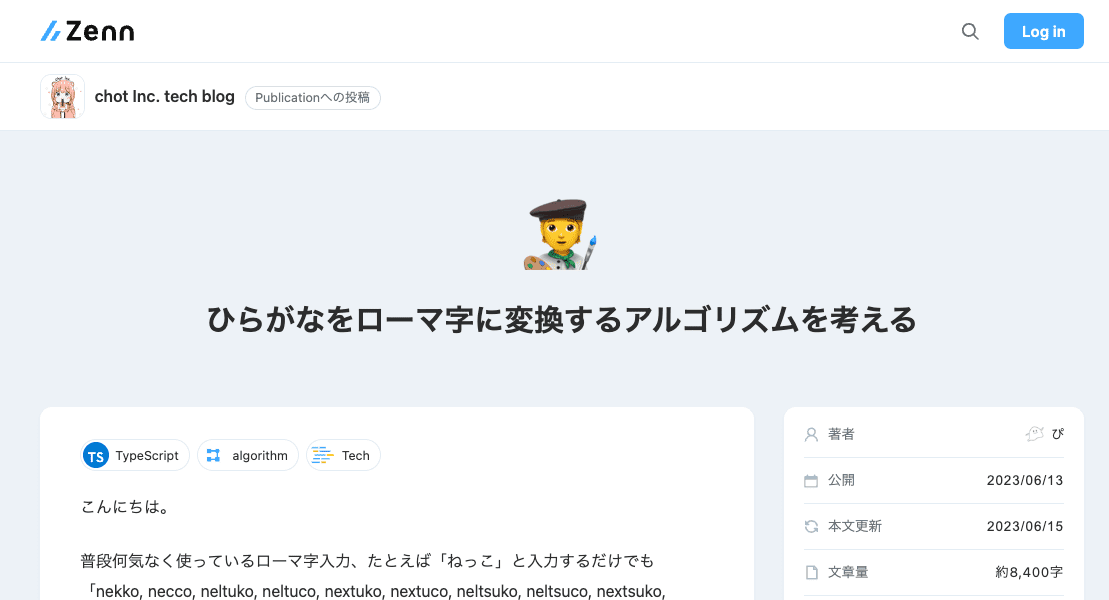 Zenn
Log in
chot Inc. tech blog
Publicationへの投稿
ひらがなをローマ字に変換するアルゴリズムを考える
TS TypeScript
algorithm
Tech
こんにちは。
普段何気なく使っているローマ字入力、たとえば「ねっこ」と入力するだけでも
「nekko, necco, neltuko, neltuco, nextuko, nextuco, neltsuko, neltsuco, nextsuko,
著者 ぴ
公開 2023/06/13
本文更新 2023/06/15
文章量 約8,400字